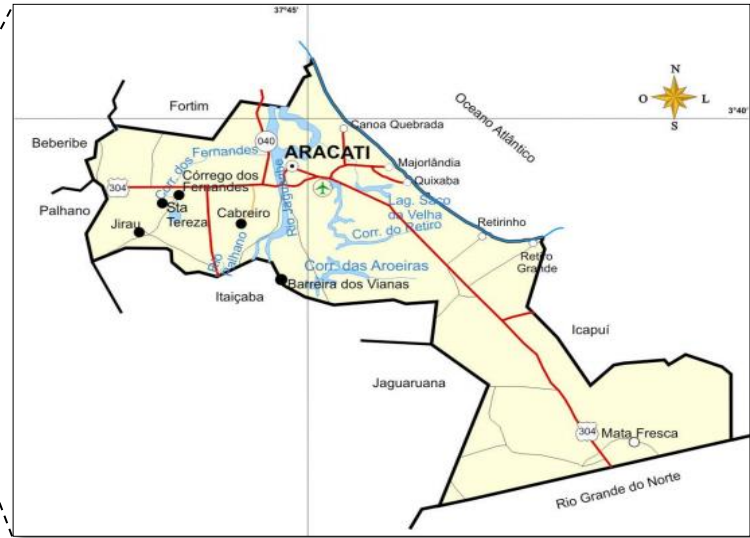 37°45'
N
O
L
S
3°40'
Fortim
Oceano Atlântico
Canoa Quebrada
Beberibe
040
ARACATI
Corr. dos Fernandes
Majorlândia
304
Córrego dos
Fernandes
Quixaba
Rio Jaguaribe
Palhano
Sta
Tereza
Cabreiro
Lag. Saco
da Velha
Jirau
Corr. do Retiro
Retirinho
Rio
Palhano
Retiro
Grande
Corr. das Aroeiras
Barreira dos Vianas
Itaiçaba
Icapuí
Jaguaruana
304
Mata Fresca
Rio Grande do Norte